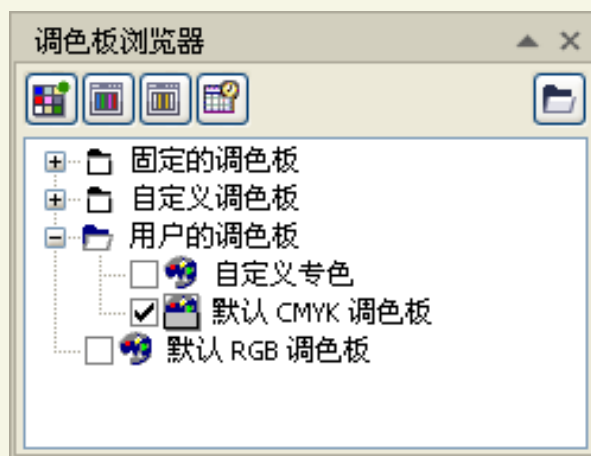 调色板浏览器
固定的调色板
自定义调色板
用户的调色板
自定义专色
默认 CMYK 调色板
默认 RGB 调色板